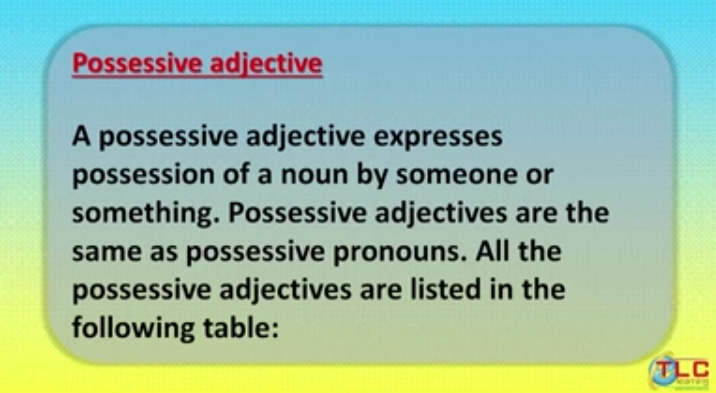 Possessive adjective
A possessive adjective expresses
possession of a noun by someone or
something. Possessive adjectives are the
same as possessive pronouns. All the
possessive adjectives are listed in the
following table:
TLC